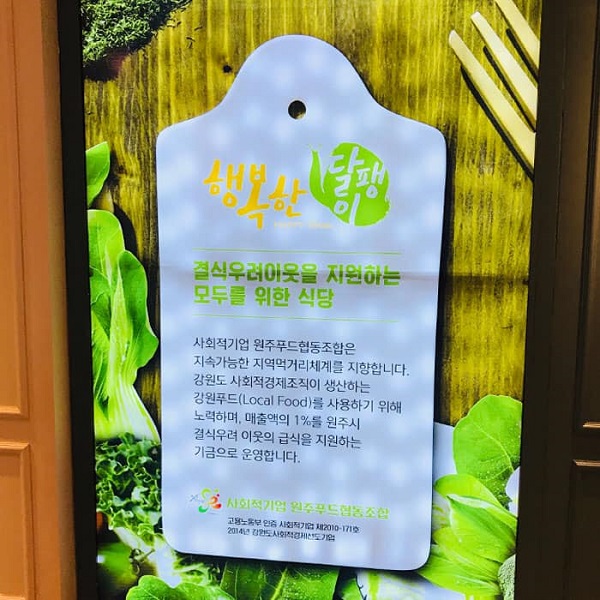 행복한 달팽이
결식우려이웃을 지원하는
모두를 위한 식당
사회적기업 원주푸드협동조합은
지속가능한 지역먹거리체계를 지향합니다.
강원도 사회적경제조직이 생산하는
강원푸드(Local Food)를 사용하기 위해
노력하며, 매출액의 1%를 원주시
결식우려 이웃의 급식을 지원하는
기금으로 운영합니다.
사회적기업 원주푸드협동조합
고용노동부 인증 사회적기업 제2010-171호
2014년 강원도사회적경제선도기업